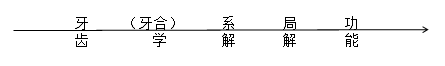 牙 （牙合） 系 局 功
齿 学 解 解 能